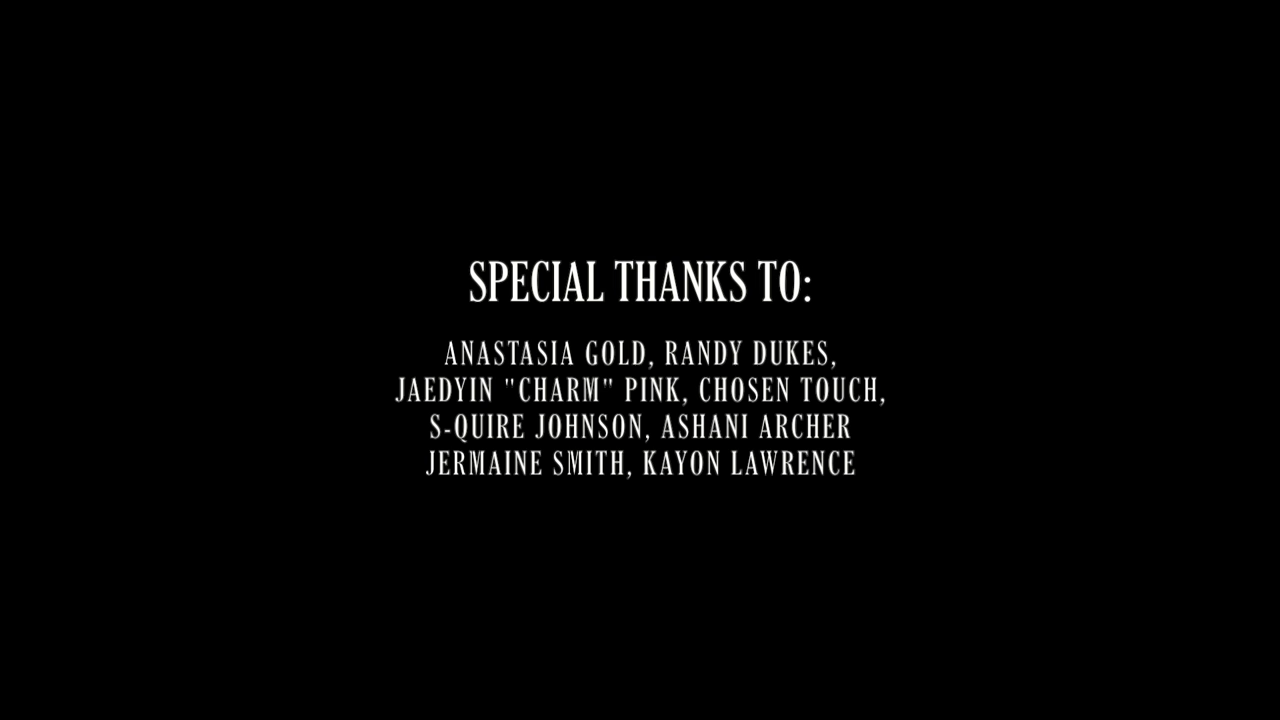 SPECIAL THANKS TO:
ANASTASIA GOLD, RANDY DUKES,
JAEDYIN "CHARM" PINK, CHOSEN TOUCH,
S-QUIRE JOHNSON, ASHANI ARCHER
JERMAINE SMITH, KAYON LAWRENCE